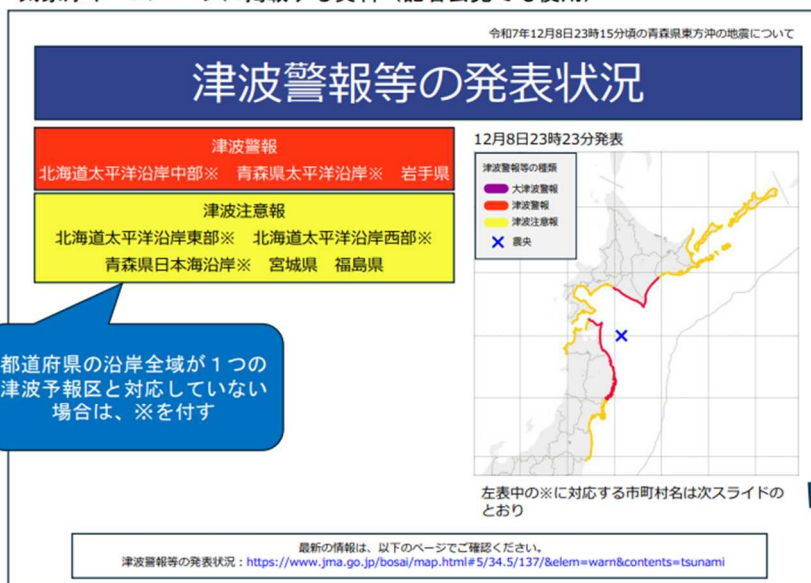 令和7年12月8日23時15分頃の青森県東方沖の地震について
津波警報等の発表状況
津波警報
北海道太平洋沿岸中部※ 青森県太平洋沿岸※ 岩手県
津波注意報
北海道太平洋沿岸東部※ 北海道太平洋沿岸西部※
青森県日本海沿岸※ 宮城県 福島県
都道府県の沿岸全域が１つの
津波予報区と対応していない
場合は、※を付す
12月8日23時23分発表
津波警報等の種類
大津波警報
津波警報
津波注意報
震央
左表中の※に対応する市町村名は次スライドの
とおり
最新の情報は、以下のページでご確認ください。
津波警報等の発表状況：https://www.jma.go.jp/bosai/map.html#5/34.5/137/&elem=warn&contents=tsunami